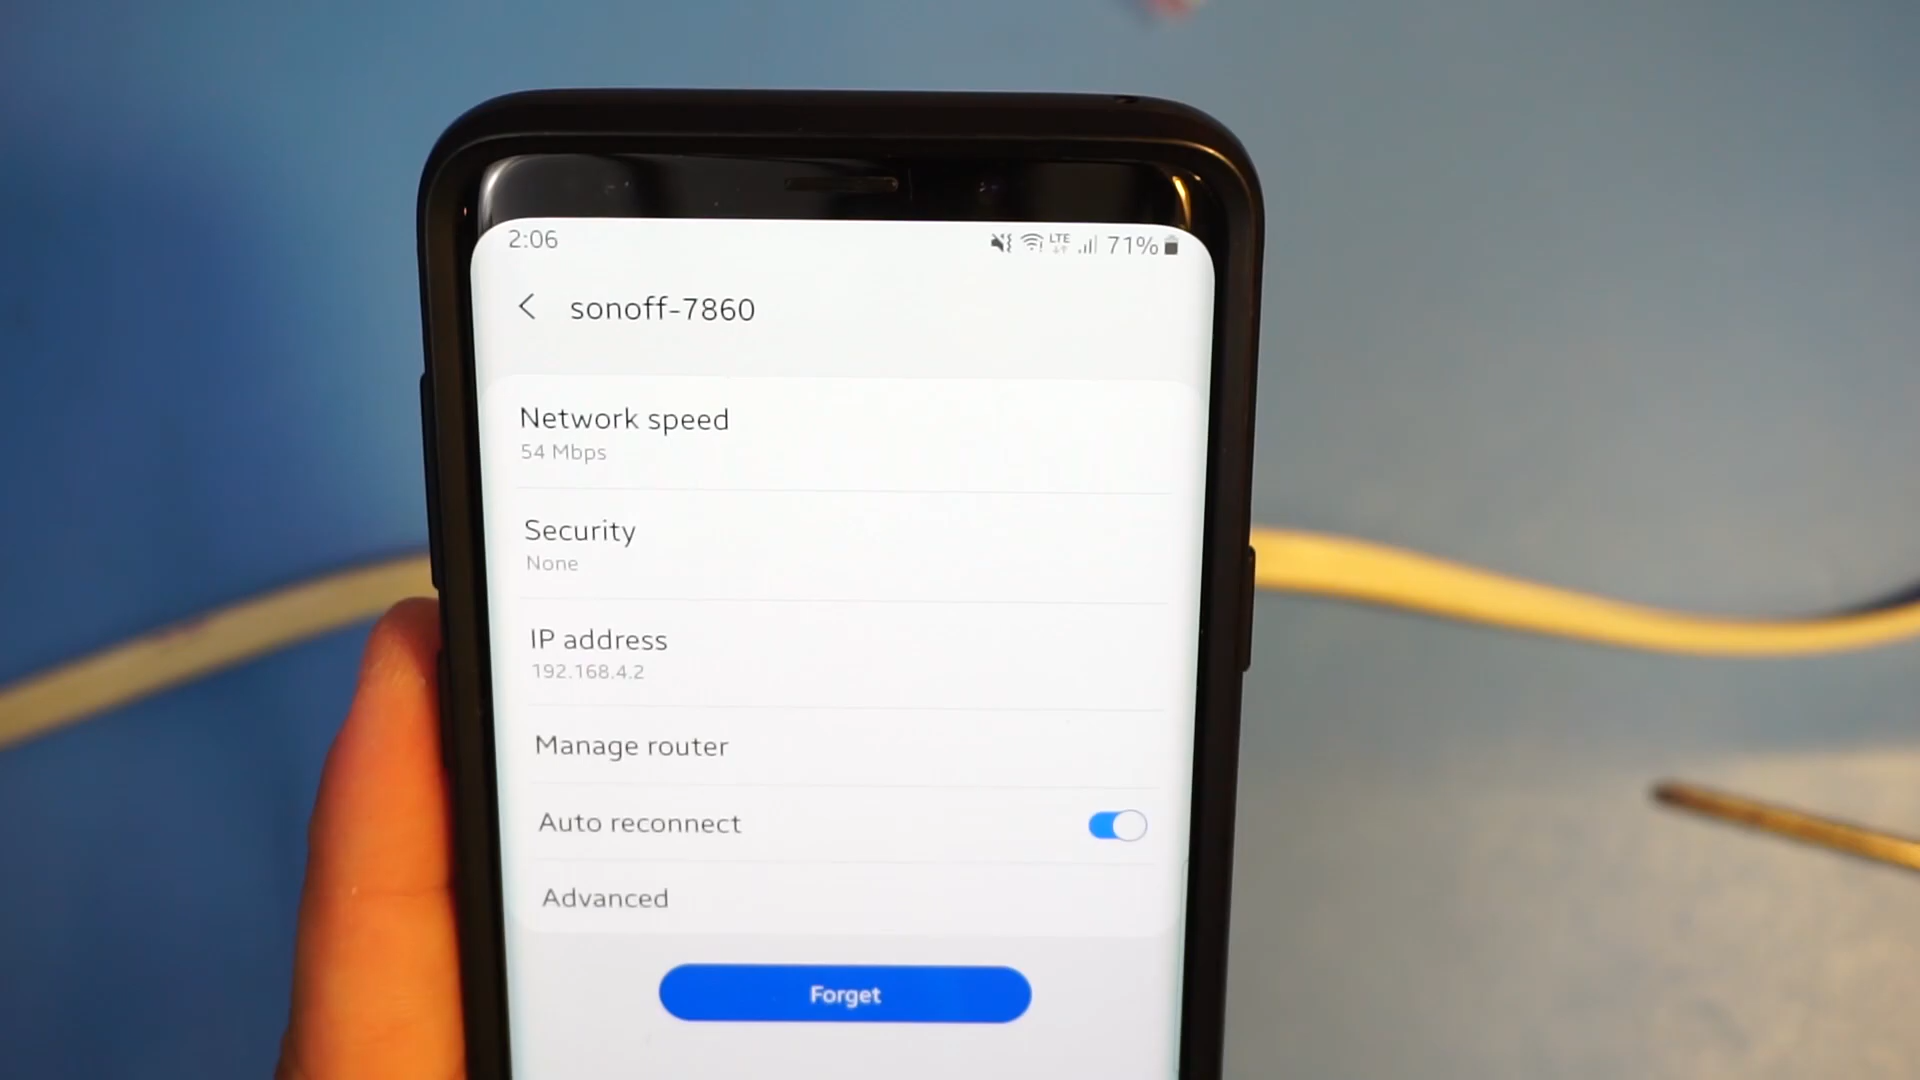 2:06 LTE 71%
sonoff-7860
Network speed
54 Mbps
Security
None
IP address
192.168.4.2
Manage router
Auto reconnect
Advanced
Forget